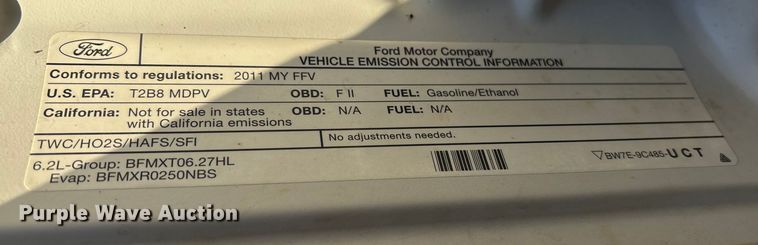 Ford
Ford Motor Company
VEHICLE EMISSION CONTROL INFORMATION
Conforms to regulations: 2011 MY FFV
U.S. EPA: T2B8 MDPV OBD: F II FUEL: Gasoline/Ethanol
California: Not for sale in states OBD: N/A FUEL: N/A
with California emissions
TWC/HO2S/HAFS/SFI No adjustments needed.
6.2L-Group: BFMXT06.27HL
Evap: BFMXR0250NBS
BW7E-9C485-UCT
Purple Wave Auction